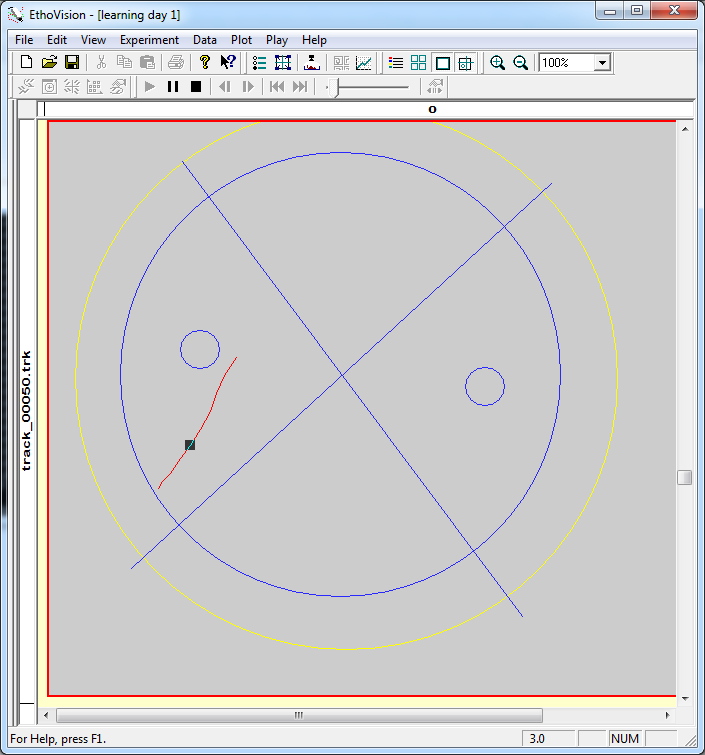 EthoVision - [learning day 1]
File Edit View Experiment Data Plot Play Help
100%
O
track_00050.trk
For Help, press F1.
3.0
NUM